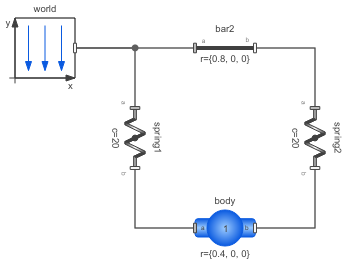 world
y
x
bar2
a
b
r={0.8, 0, 0}
a
spring1
c=20
b
a
spring2
c=20
b
body
a
1
b
r={0.4, 0, 0}